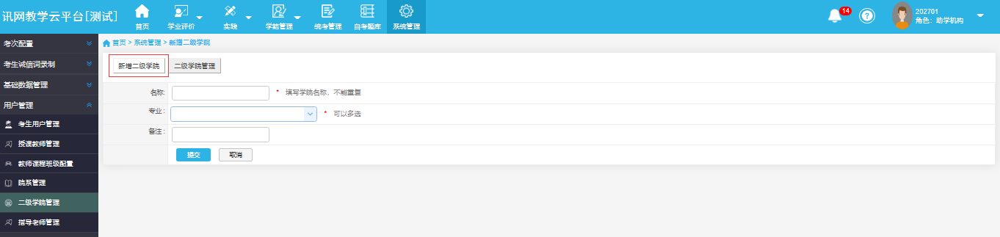 讯网教学云平台[测试]
首页
学业评价
实践
学籍管理
统考管理
自考题库
系统管理
14
202701
角色：助学机构
考次配置
考生诚信词录制
基础数据管理
用户管理
考生用户管理
授课教师管理
教师课程班级配置
院系管理
二级学院管理
指导老师管理
首页 > 系统管理 > 新增二级学院
新增二级学院
二级学院管理
名称:
* 填写学院名称，不能重复
专业:
* 可以多选
备注:
提交
取消